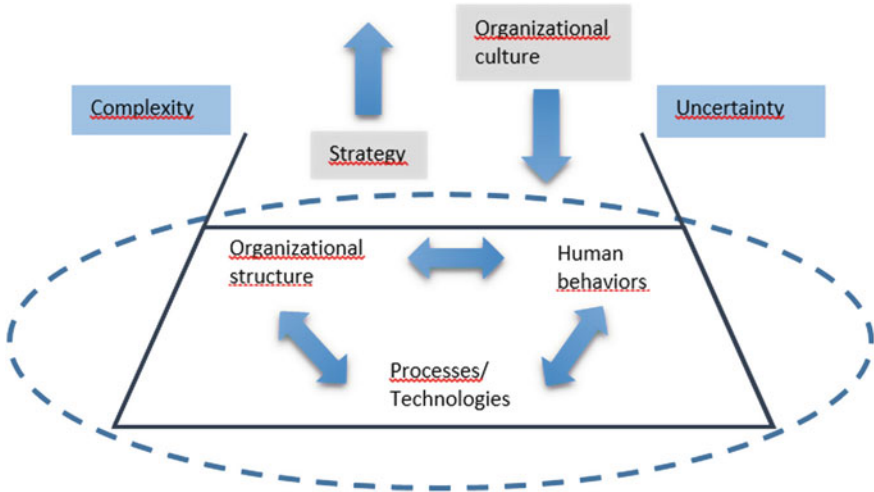 Organizational
culture
Complexity
Uncertainty
Strategy
Organizational
structure
Human
behaviors
Processes/
Technologies